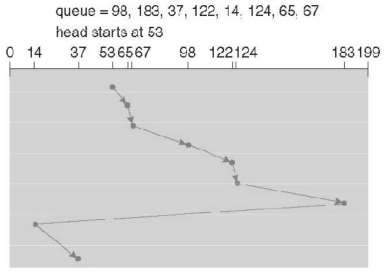 queue = 98, 183, 37, 122, 14, 124, 65, 67
head starts at 53
0 14 37 53 65 67 98 122 124 183 199